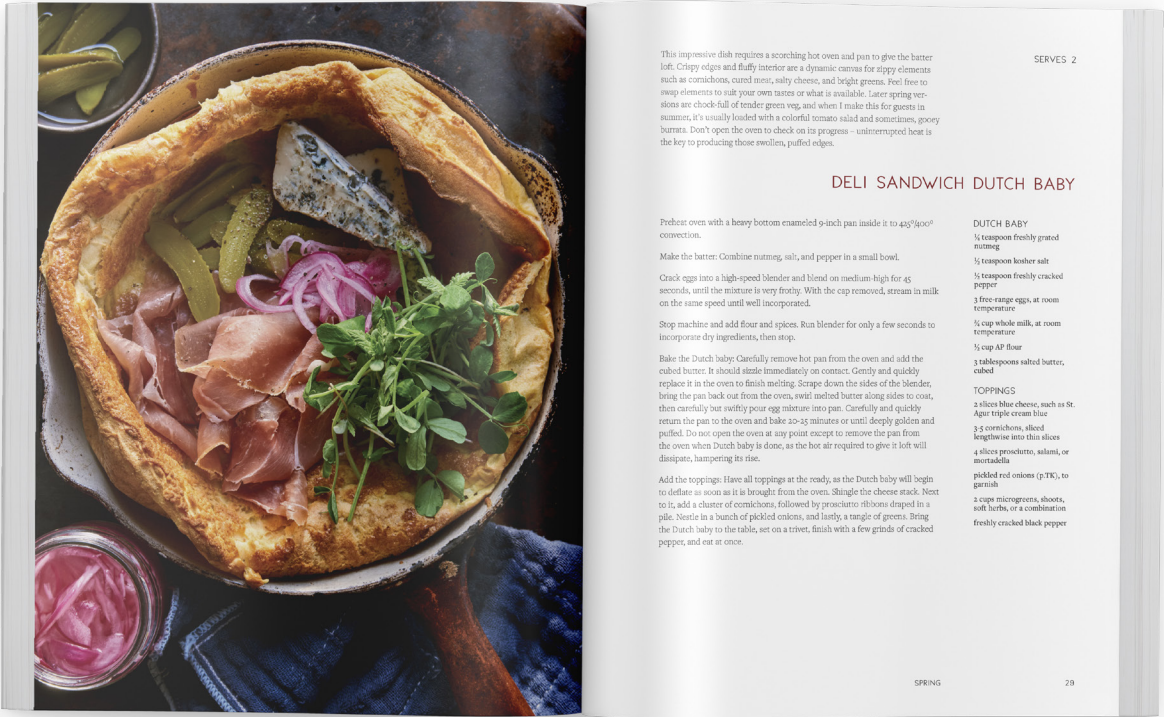 This impressive dish requires a scorching hot oven and pan to give the batter
loft. Crispy edges and fluffy interior are a dynamic canvas for zippy elements
such as cornichons, cured meat, salty cheese, and bright greens. Feel free to
swap elements to suit your own tastes or what is available. Later spring ver-
sions are chock-full of tender green veg, and when I make this for guests in
summer, it's usually loaded with a colorful tomato salad and sometimes, gooey
burrata. Don't open the oven to check on its progress – uninterrupted heat is
the key to producing those swollen, puffed edges.
SERVES 2
DELI SANDWICH DUTCH BABY
Preheat oven with a heavy bottom enameled 9-inch pan inside it to 425°/400°
convection.
Make the batter: Combine nutmeg, salt, and pepper in a small bowl.
Crack eggs into a high-speed blender and blend on medium-high for 45
seconds, until the mixture is very frothy. With the cap removed, stream in milk
on the same speed until well incorporated.
Stop machine and add flour and spices. Run blender for only a few seconds to
incorporate dry ingredients, then stop.
Bake the Dutch baby: Carefully remove hot pan from the oven and add the
cubed butter. It should sizzle immediately on contact. Gently and quickly
replace it in the oven to finish melting. Scrape down the sides of the blender,
bring the pan back out from the oven, swirl melted butter along sides to coat,
then carefully but swiftly pour egg mixture into pan. Carefully and quickly
return the pan to the oven and bake 20-25 minutes or until deeply golden and
puffed. Do not open the oven at any point except to remove the pan from
the oven when Dutch baby is done, as the hot air required to give it loft will
dissipate, hampering its rise.
Add the toppings: Have all toppings at the ready, as the Dutch baby will begin
to deflate as soon as it is brought from the oven. Shingle the cheese stack. Next
to it, add a cluster of cornichons, followed by prosciutto ribbons draped in a
pile. Nestle in a bunch of pickled onions, and lastly, a tangle of greens. Bring
the Dutch baby to the table, set on a trivet, finish with a few grinds of cracked
pepper, and eat at once.
DUTCH BABY
teaspoon freshly grated
nutmeg
teaspoon kosher salt
teaspoon freshly cracked
pepper
3 free-range eggs, at room
temperature
cup whole milk, at room
temperature
cup AP flour
3 tablespoons salted butter,
cubed
TOPPINGS
2 slices blue cheese, such as St.
Agur triple cream blue
3-5 cornichons, sliced
lengthwise into thin slices
4 slices prosciutto, salami, or
mortadella
pickled red onions (p.TK), to
garnish
2 cups microgreens, shoots,
soft herbs, or a combination
freshly cracked black pepper
SPRING
29